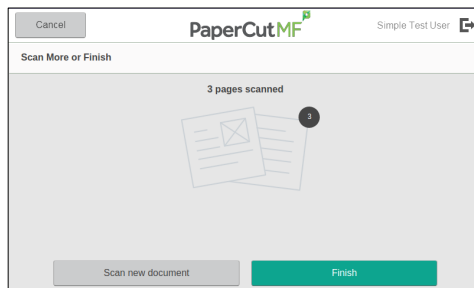 Cancel
PaperCutMF
Simple Test User
Scan More or Finish
3 pages scanned
3
Scan new document
Finish